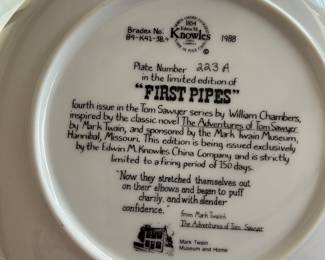 Bradex No.
84-K41-38.4
1854
Edwin M.
Knowles
1988
Plate Number 223 A
in the limited edition of
"FIRST PIPES"
fourth issue in the Tom Sawyer series by William Chambers,
inspired by the classic novel The Adventures of Tom Sawyer
by Mark Twain, and sponsored by the Mark Twain Museum,
Hannibal, Missouri. This edition is being issued exclusively
by the Edwin M. Knowles China Company and is strictly
limited to a firing period of 150 days.
"Now they stretched themselves out
on their elbows and began to puff
charily, and with slender
confidence."
from Mark Twain's
The Adventures of Tom Sawyer
Mark Twain
Museum and Home